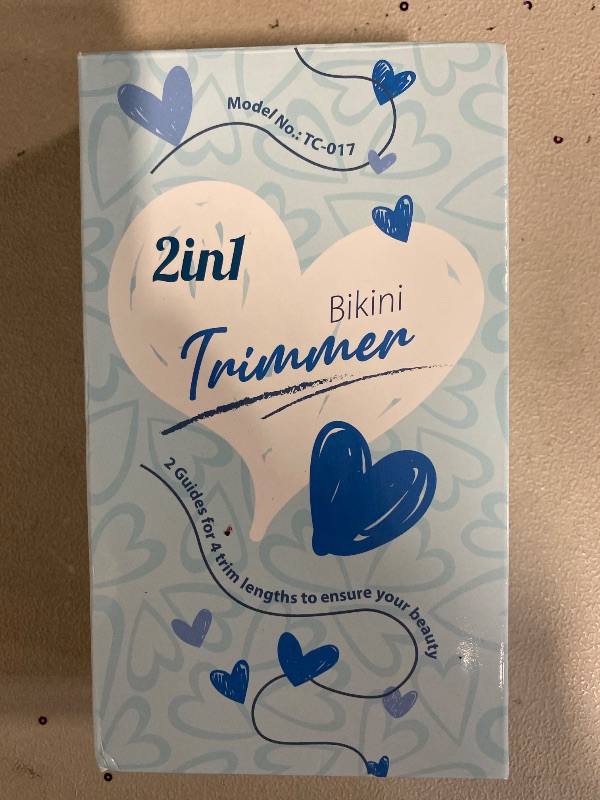 Model No.: TC-017
2in1
Bikini
Trimmer
2 Guides for 4 trim lengths to ensure your beauty